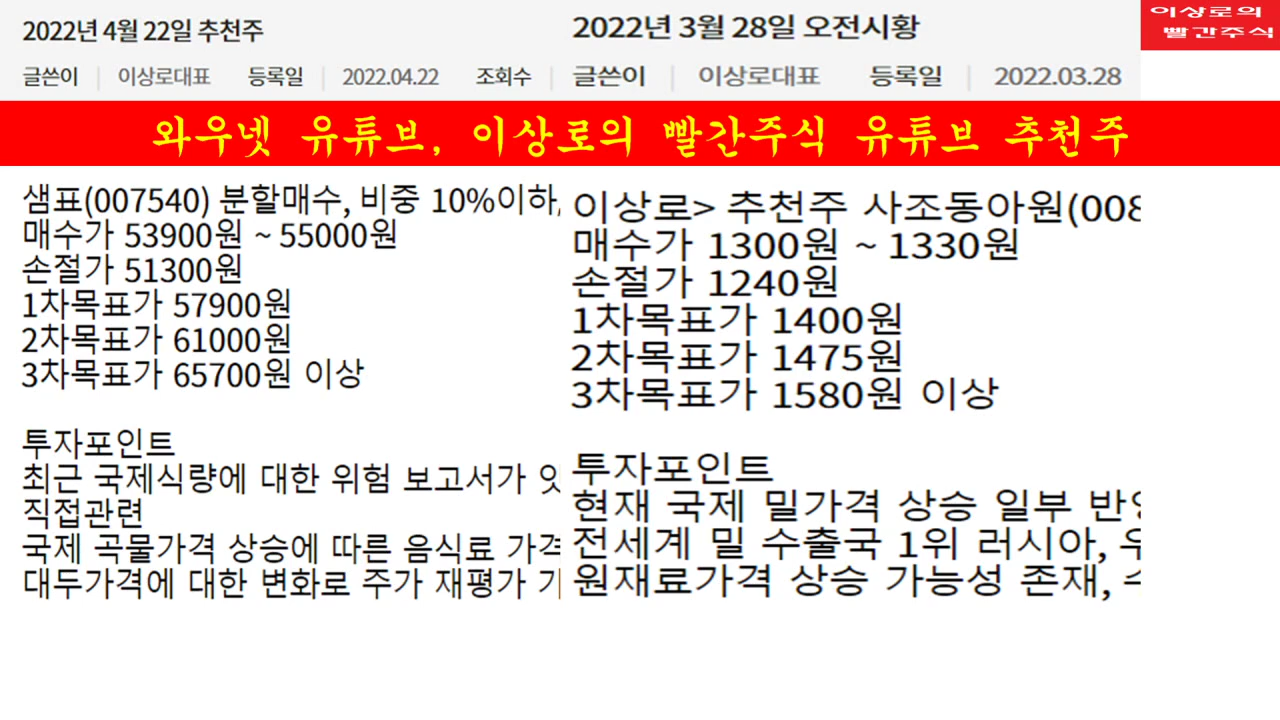 2022년 4월 22일 추천주
글쓴이 | 이상로대표 등록일 | 2022.04.22 조회수 |
2022년 3월 28일 오전시황
글쓴이 | 이상로대표 등록일 | 2022.03.28
이상로의
빨간주식
와우넷 유튜브, 이상로의 빨간주식 유튜브 추천주
샘표(007540) 분할매수, 비중 10%이하,
매수가 53900원 ~ 55000원
손절가 51300원
1차목표가 57900원
2차목표가 61000원
3차목표가 65700원 이상
투자포인트
최근 국제식량에 대한 위험 보고서가
직접관련
국제 곡물가격 상승에 따른 음식료 가격
대두가격에 대한 변화로 주가 재평가
이상로> 추천주 사조동아원(008
매수가 1300원 ~ 1330원
손절가 1240원
1차목표가 1400원
2차목표가 1475원
3차목표가 1580원 이상
투자포인트
현재 국제 밀가격 상승 일부
전세계 밀 수출국 1위 러시아,
원재료가격 상승 가능성 존재,